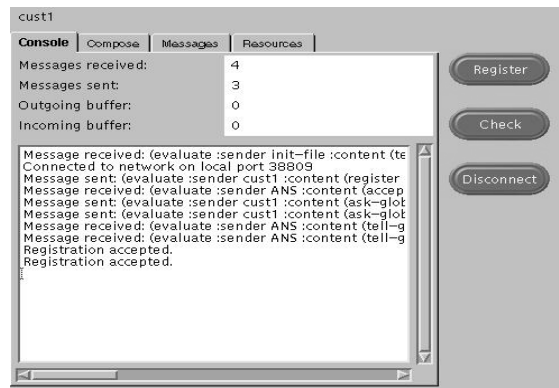 cust1
Console Compose Messages Resources
Messages received: 4
Messages sent: 3
Outgoing buffer: 0
Incoming buffer: 0
Register
Check
Disconnect
Message received: (evaluate :sender init-file :content (te
Connected to network on local port 38809
Message sent: (evaluate :sender cust1 :content (register
Message received: (evaluate :sender ANS :content (accep
Message sent: (evaluate :sender cust1 :content (ask-glob
Message sent: (evaluate :sender cust1 :content (ask-glob
Message received: (evaluate :sender ANS :content (tell-g
Message received: (evaluate :sender ANS :content (tell-g
Registration accepted.
Registration accepted.